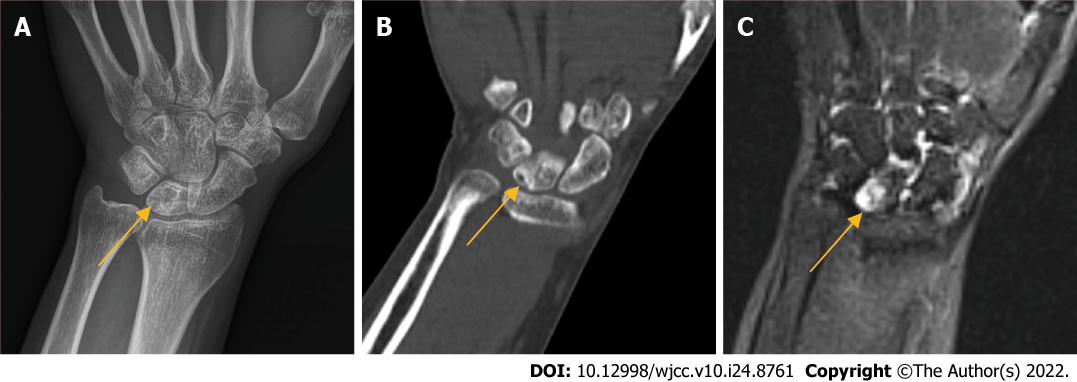 A
B
C
DOI: 10.12998/wjcc.v10.i24.8761 Copyright ©The Author(s) 2022.